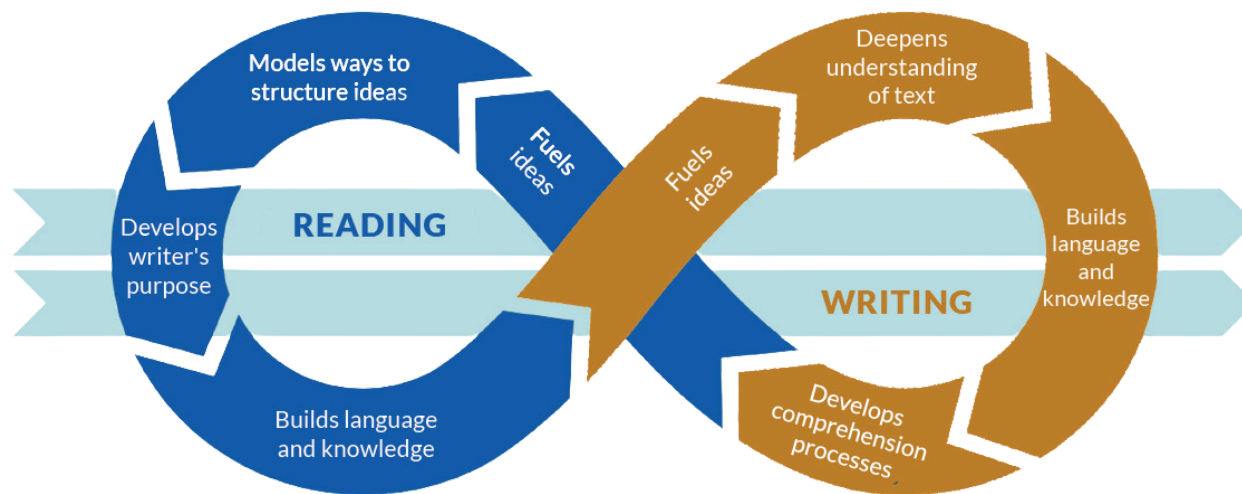 Models ways to
structure ideas
Fuels
ideas
READING
Develops
writer's
purpose
Builds language
and knowledge
Fuels
ideas
Deepens
understanding
of text
Builds
language
and
knowledge
WRITING
Develops
comprehension
processes